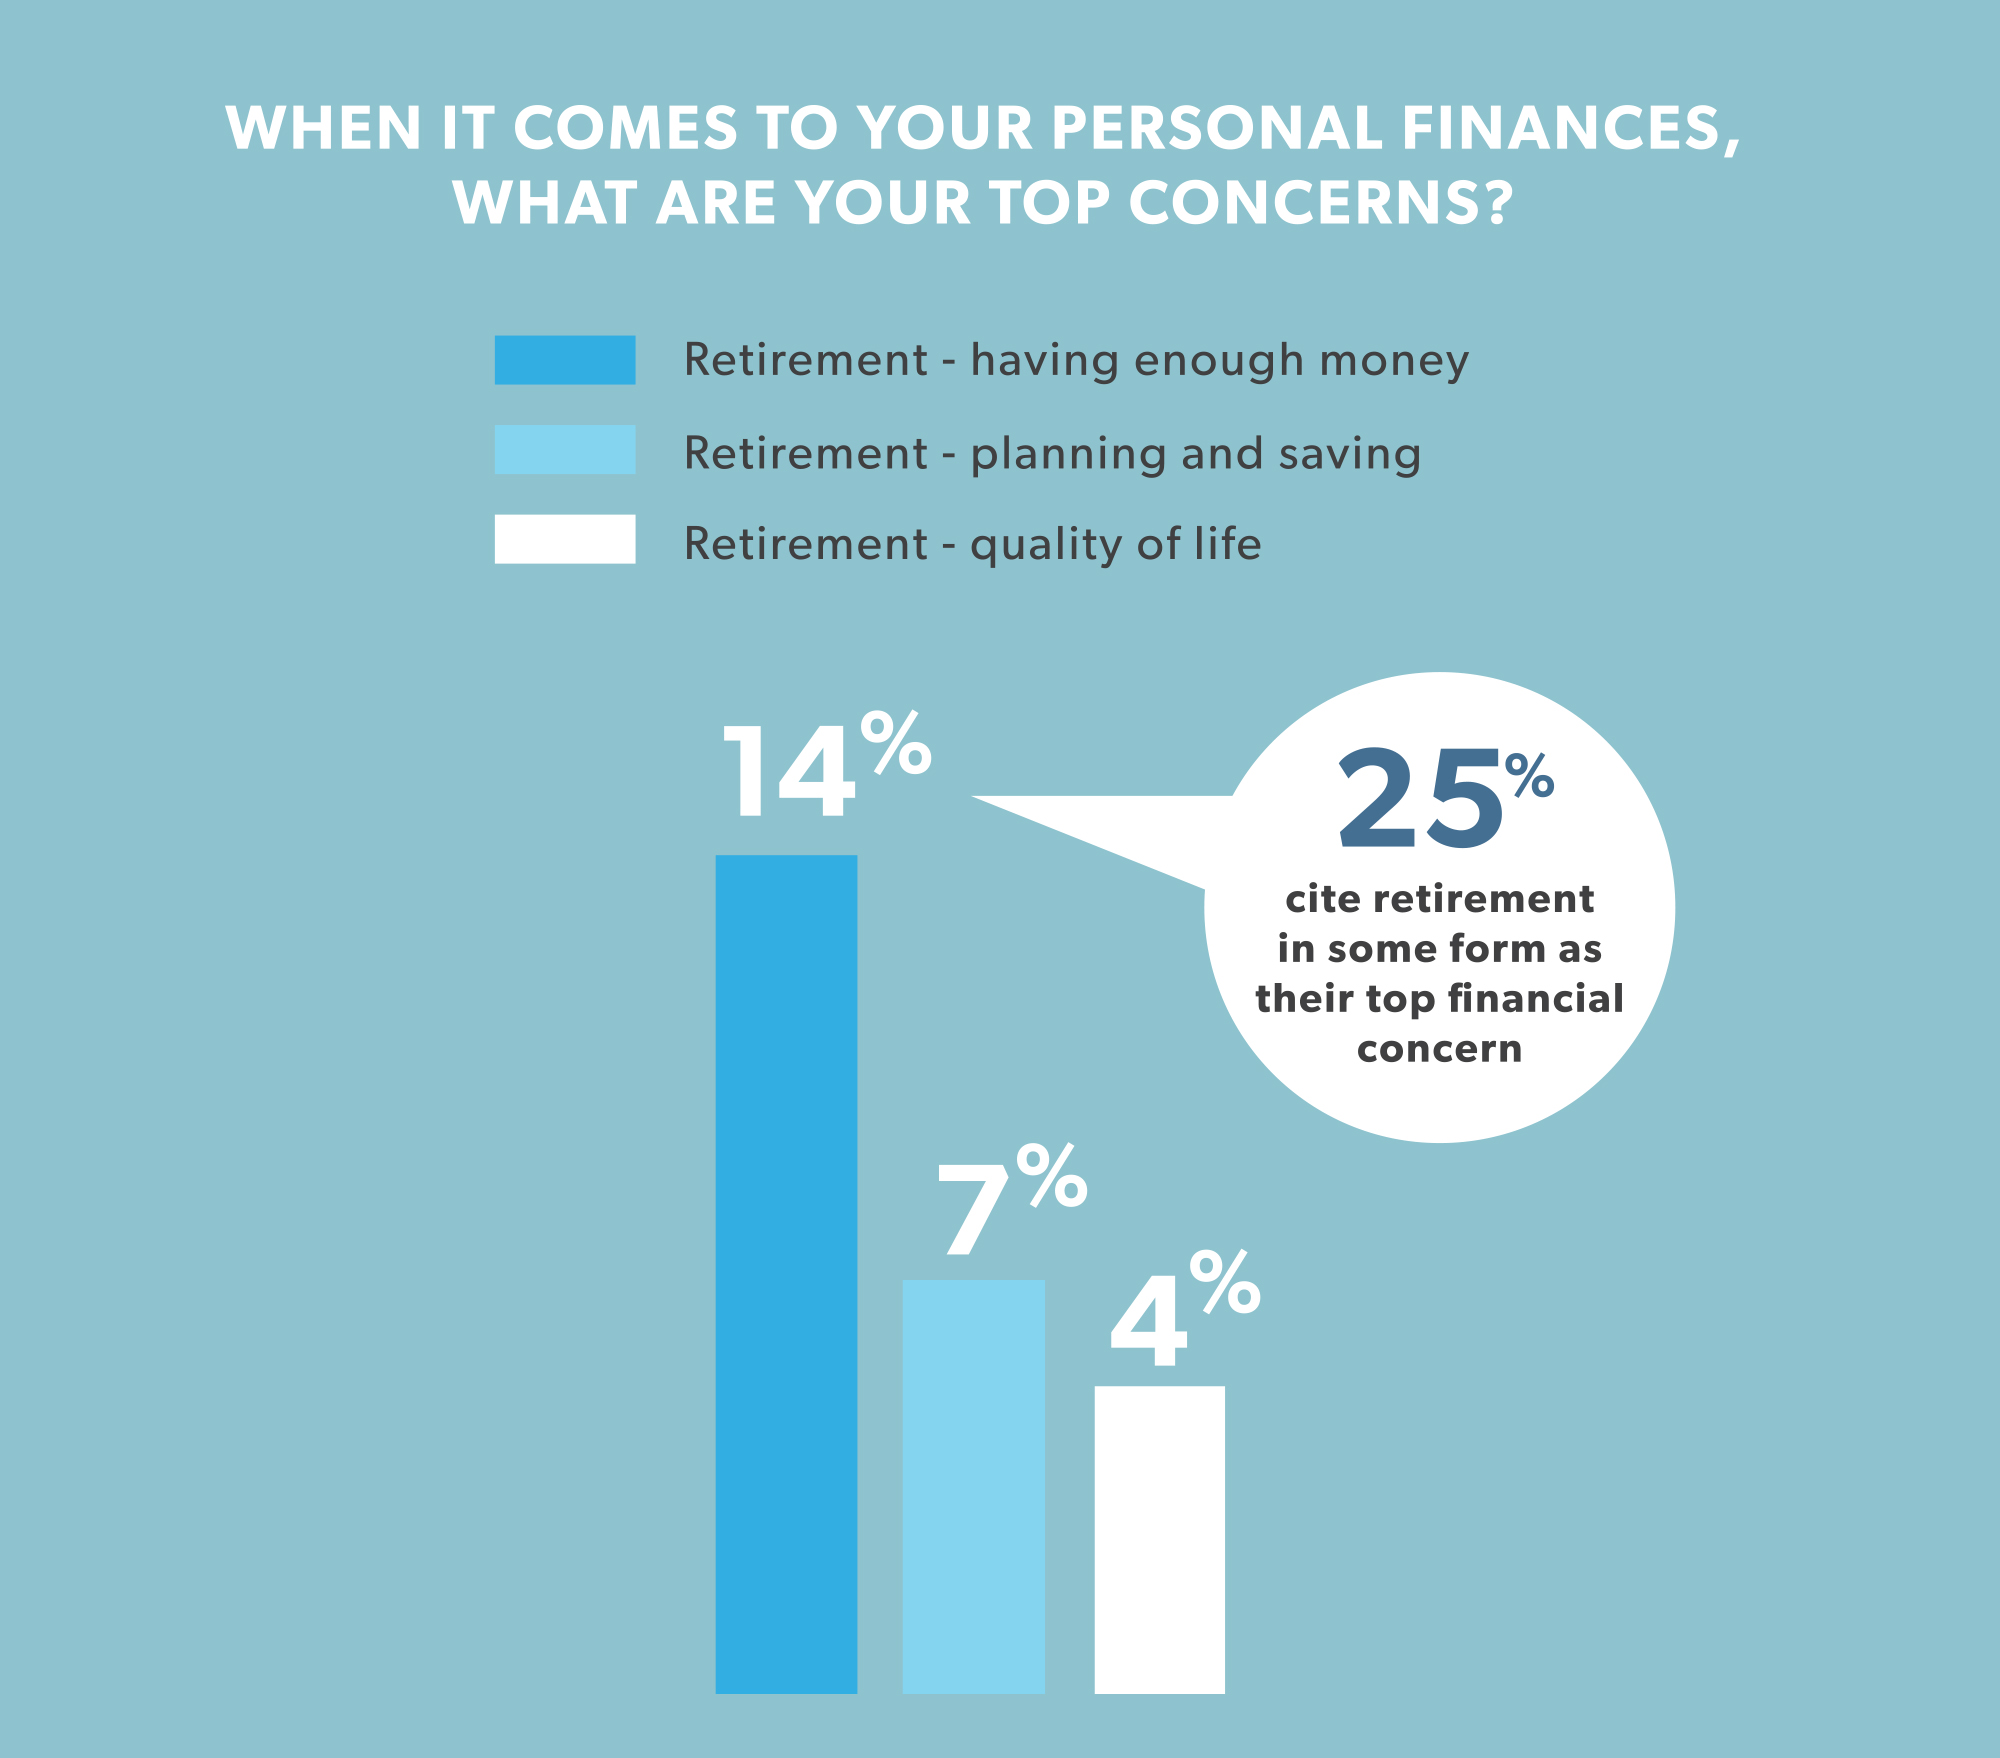 WHEN IT COMES TO YOUR PERSONAL FINANCES,
WHAT ARE YOUR TOP CONCERNS?
Retirement - having enough money
Retirement - planning and saving
Retirement - quality of life
14%
25%
cite retirement
in some form as
their top financial
concern
7%
4%